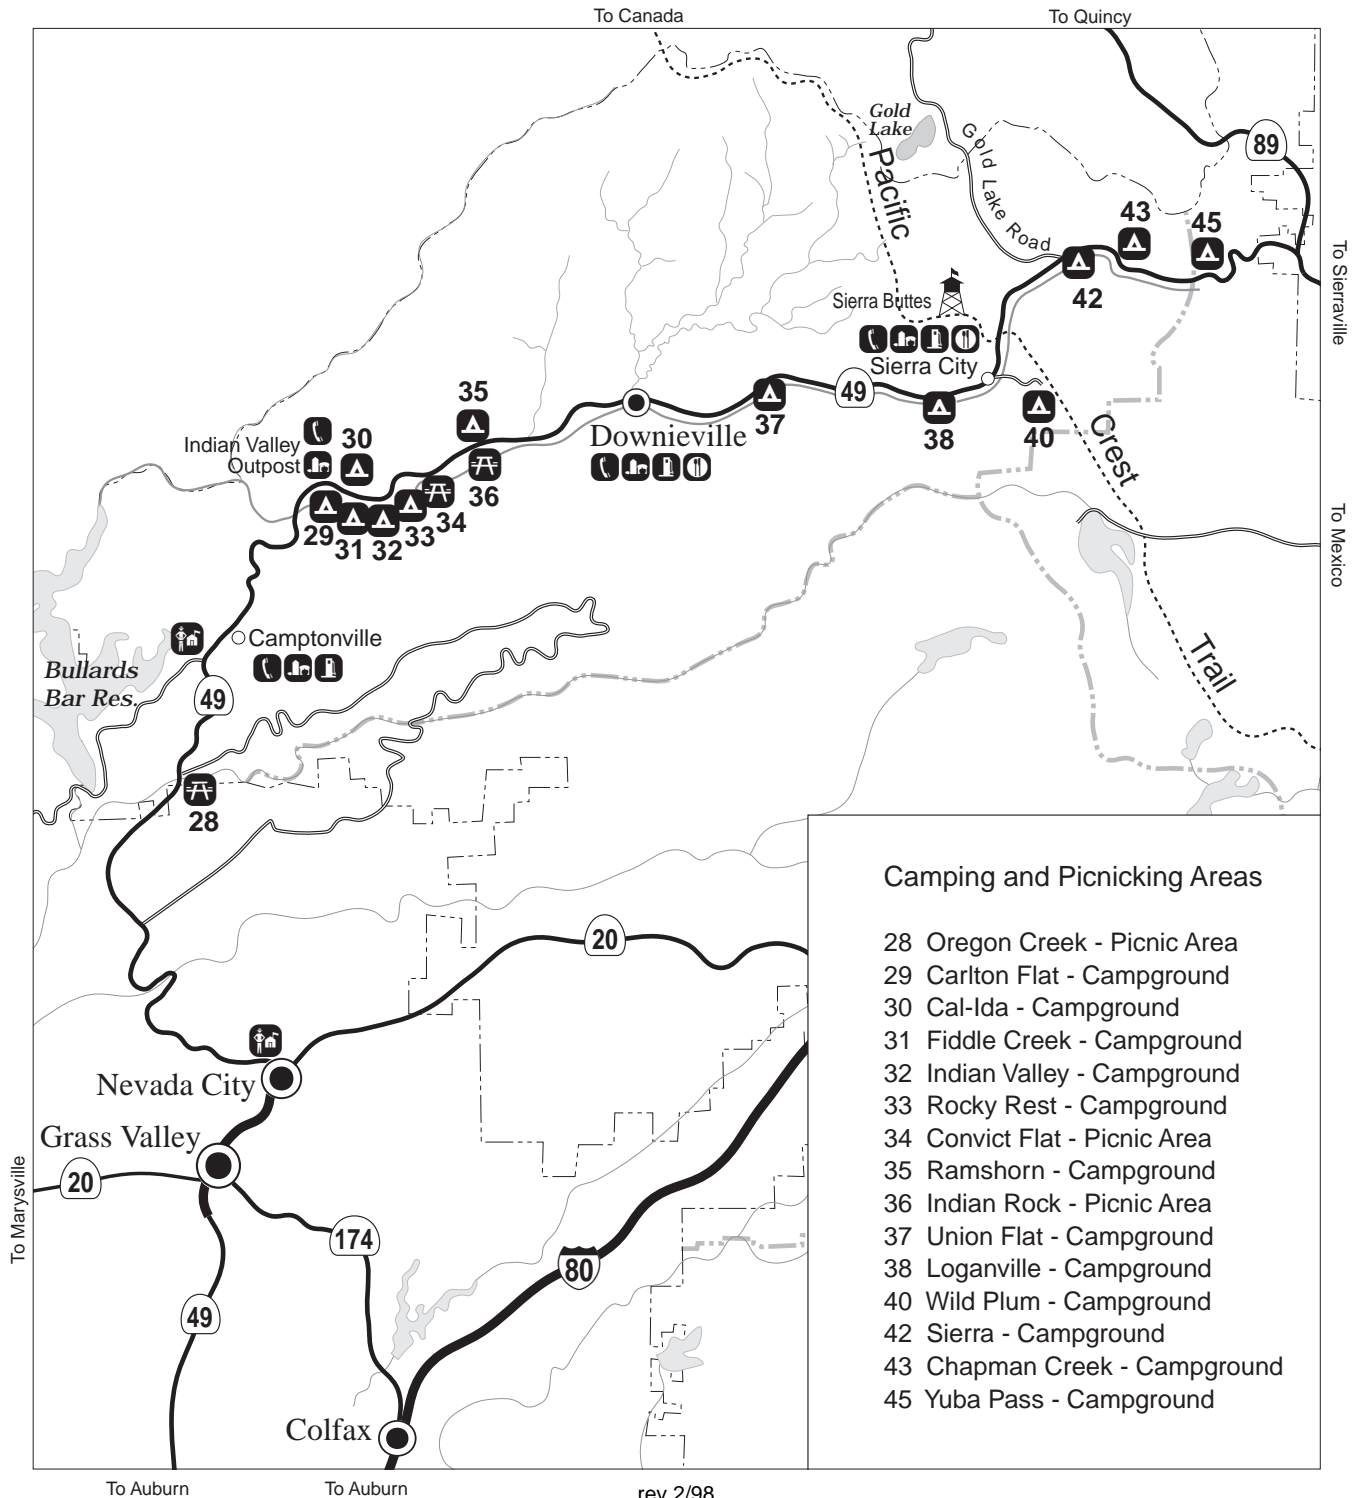 To Canada
To Quincy
Gold
Lake
Pacific
Gold Lake Road
89
43
45
42
To Sierraville
Sierra Buttes
Sierra City
49
35
37
38
40
Crest
Downieville
Indian Valley
Outpost
30
36
34
33
29
31
32
To Mexico
Camptonville
Bullards
Bar Res.
49
Trail
28
20
Nevada City
Grass Valley
20
To Marysville
174
80
49
Colfax
To Auburn
To Auburn
rev 2/98
Camping and Picnicking Areas
28 Oregon Creek - Picnic Area
29 Carlton Flat - Campground
30 Cal-Ida - Campground
31 Fiddle Creek - Campground
32 Indian Valley - Campground
33 Rocky Rest - Campground
34 Convict Flat - Picnic Area
35 Ramshorn - Campground
36 Indian Rock - Picnic Area
37 Union Flat - Campground
38 Loganville - Campground
40 Wild Plum - Campground
42 Sierra - Campground
43 Chapman Creek - Campground
45 Yuba Pass - Campground